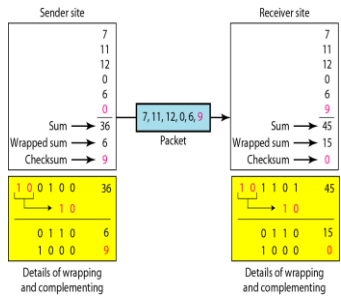 Sender site
7
11
12
0
6
0
Sum 36
Wrapped sum 6
Checksum 9
1 0 0 1 0 0 36
1 0
0 1 1 0 6
1 0 0 0 9
Details of wrapping
and complementing
7, 11, 12, 0, 6, 9
Packet
Receiver site
7
11
12
0
6
9
Sum 45
Wrapped sum 15
Checksum 0
1 0 1 1 0 1 45
1 0
0 1 1 0 15
1 0 0 0 0
Details of wrapping
and complementing